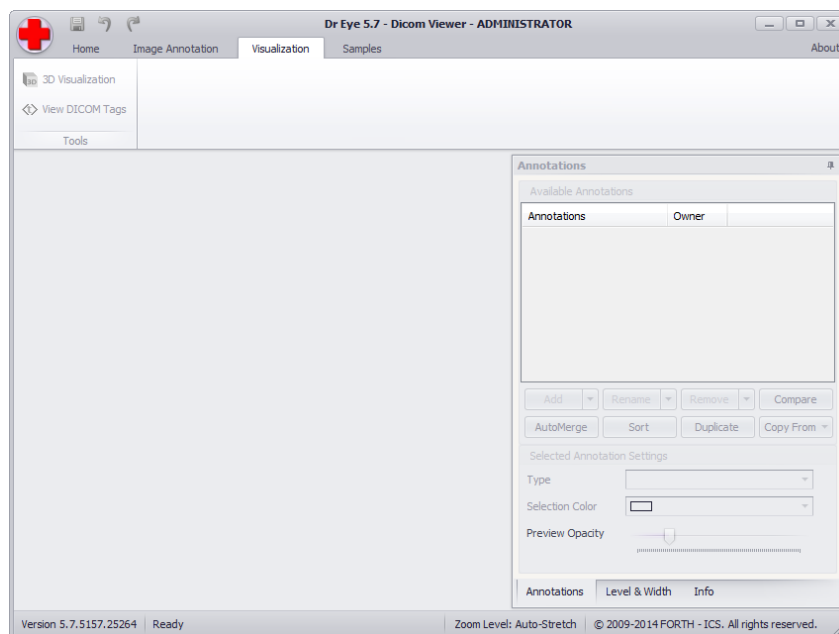 Dr Eye 5.7 - Dicom Viewer - ADMINISTRATOR
Home Image Annotation Visualization Samples About
3D 3D Visualization
View DICOM Tags
Tools
Annotations
Available Annotations
Annotations Owner
Add Rename Remove Compare
AutoMerge Sort Duplicate Copy From
Selected Annotation Settings
Type
Selection Color
Preview Opacity
Annotations Level & Width Info
Version 5.7.5157.25264 Ready Zoom Level: Auto-Stretch © 2009-2014 FORTH - ICS. All rights reserved.